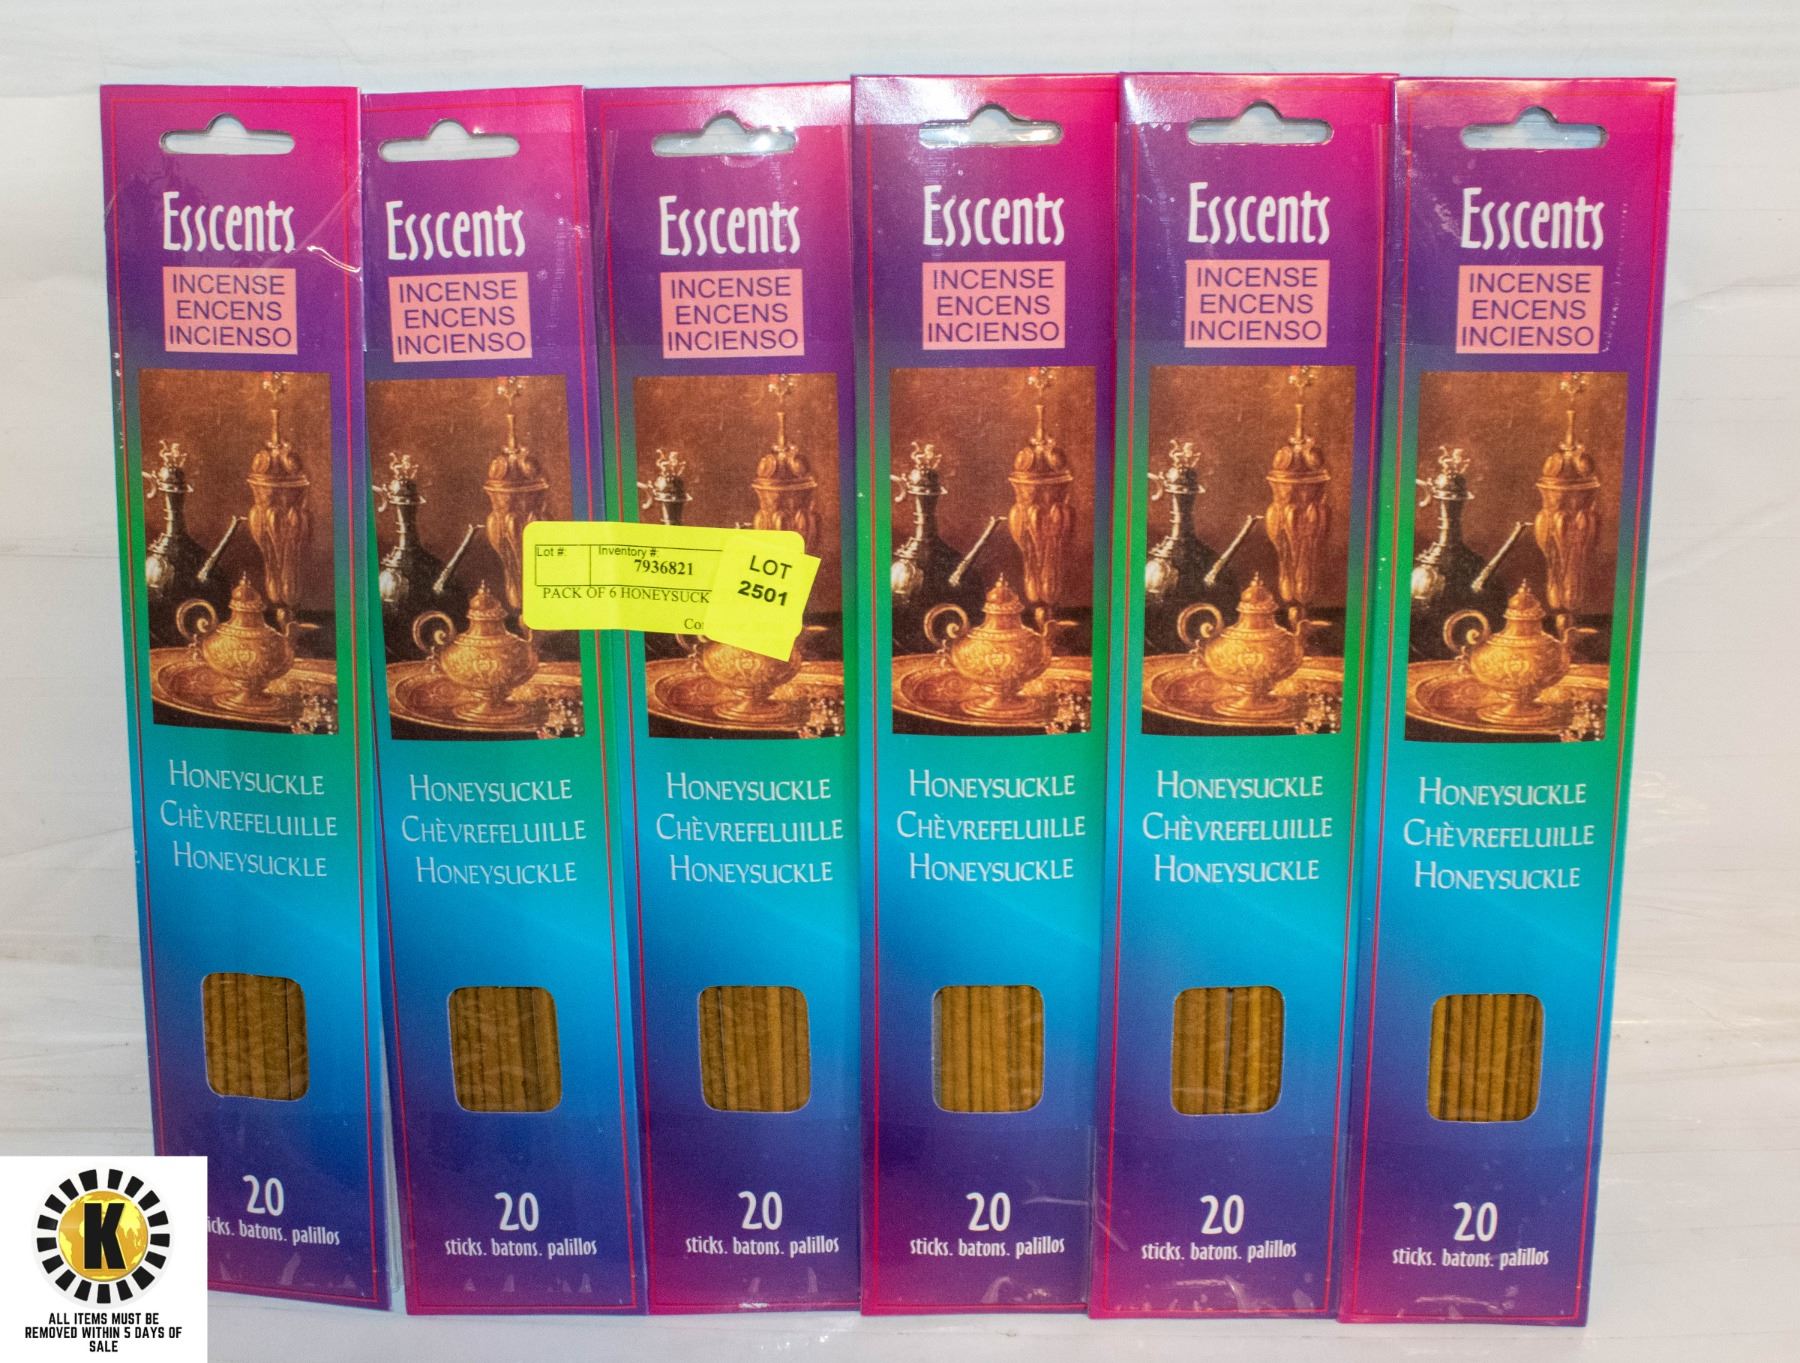 Esscents
INCENSE
ENCENS
INCIENSO
HONEYSUCKLE
CHÈVREFELUILLE
HONEYSUCKLE
20
icks. batons. palillos
Esscents
INCENSE
ENCENS
INCIENSO
HONEYSUCKLE
CHÈVREFELUILLE
HONEYSUCKLE
20
sticks. batons. palillos
Esscents
INCENSE
ENCENS
INCIENSO
HONEYSUCKLE
CHÈVREFELUILLE
HONEYSUCKLE
20
sticks. batons. palillos
Esscents
INCENSE
ENCENS
INCIENSO
HONEYSUCKLE
CHÈVREFELUILLE
HONEYSUCKLE
20
sticks. batons. palillos
Esscents
INCENSE
ENCENS
INCIENSO
HONEYSUCKLE
CHÈVREFELUILLE
HONEYSUCKLE
20
sticks. batons. palillos
Esscents
INCENSE
ENCENS
INCIENSO
HONEYSUCKLE
CHÈVREFELUILLE
HONEYSUCKLE
20
sticks. batons. palillos
Lot #: Inventory #:
7936821
PACK OF 6 HONEYSUCK
LOT
2501
K
ALL ITEMS MUST BE
REMOVED WITHIN 5 DAYS OF
SALE